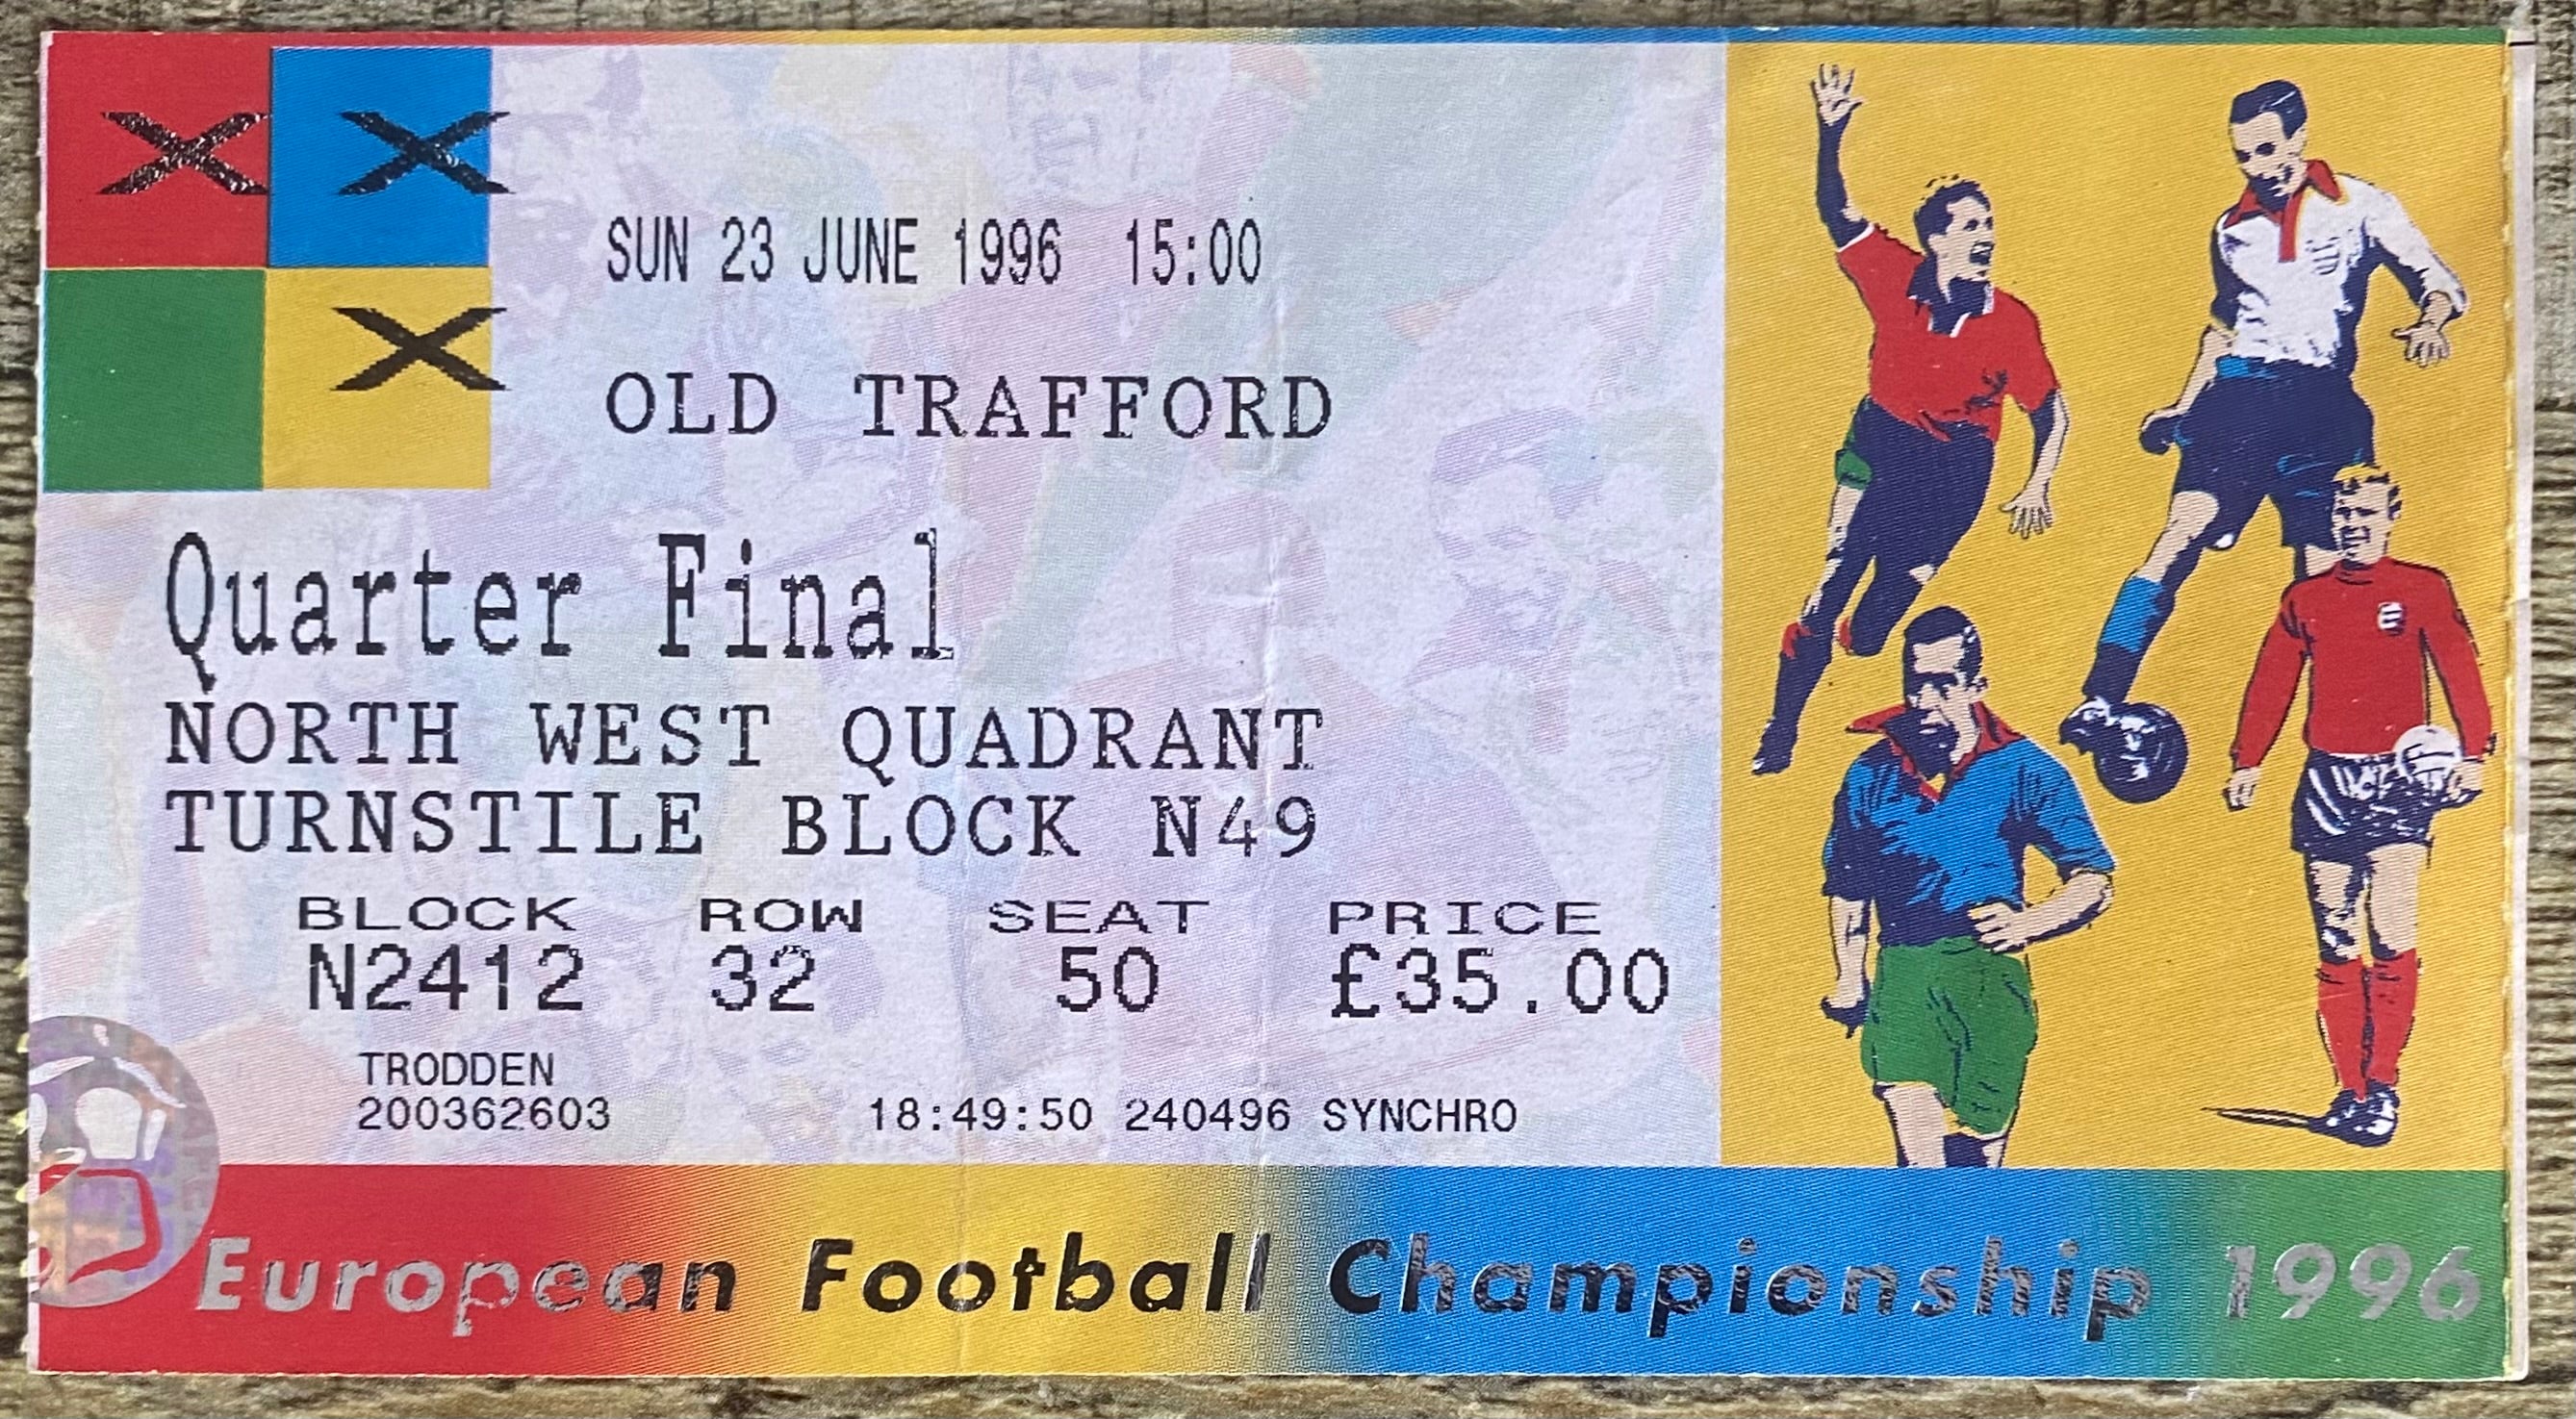 SUN 23 JUNE 1996 15:00
OLD TRAFFORD
Quarter Final
NORTH WEST QUADRANT
TURNSTILE BLOCK N49
BLOCK ROW SEAT PRICE
N2412 32 50 £35.00
TRODDEN
200362603 18:49:50 240496 SYNCHRO
European Football Championship 1996